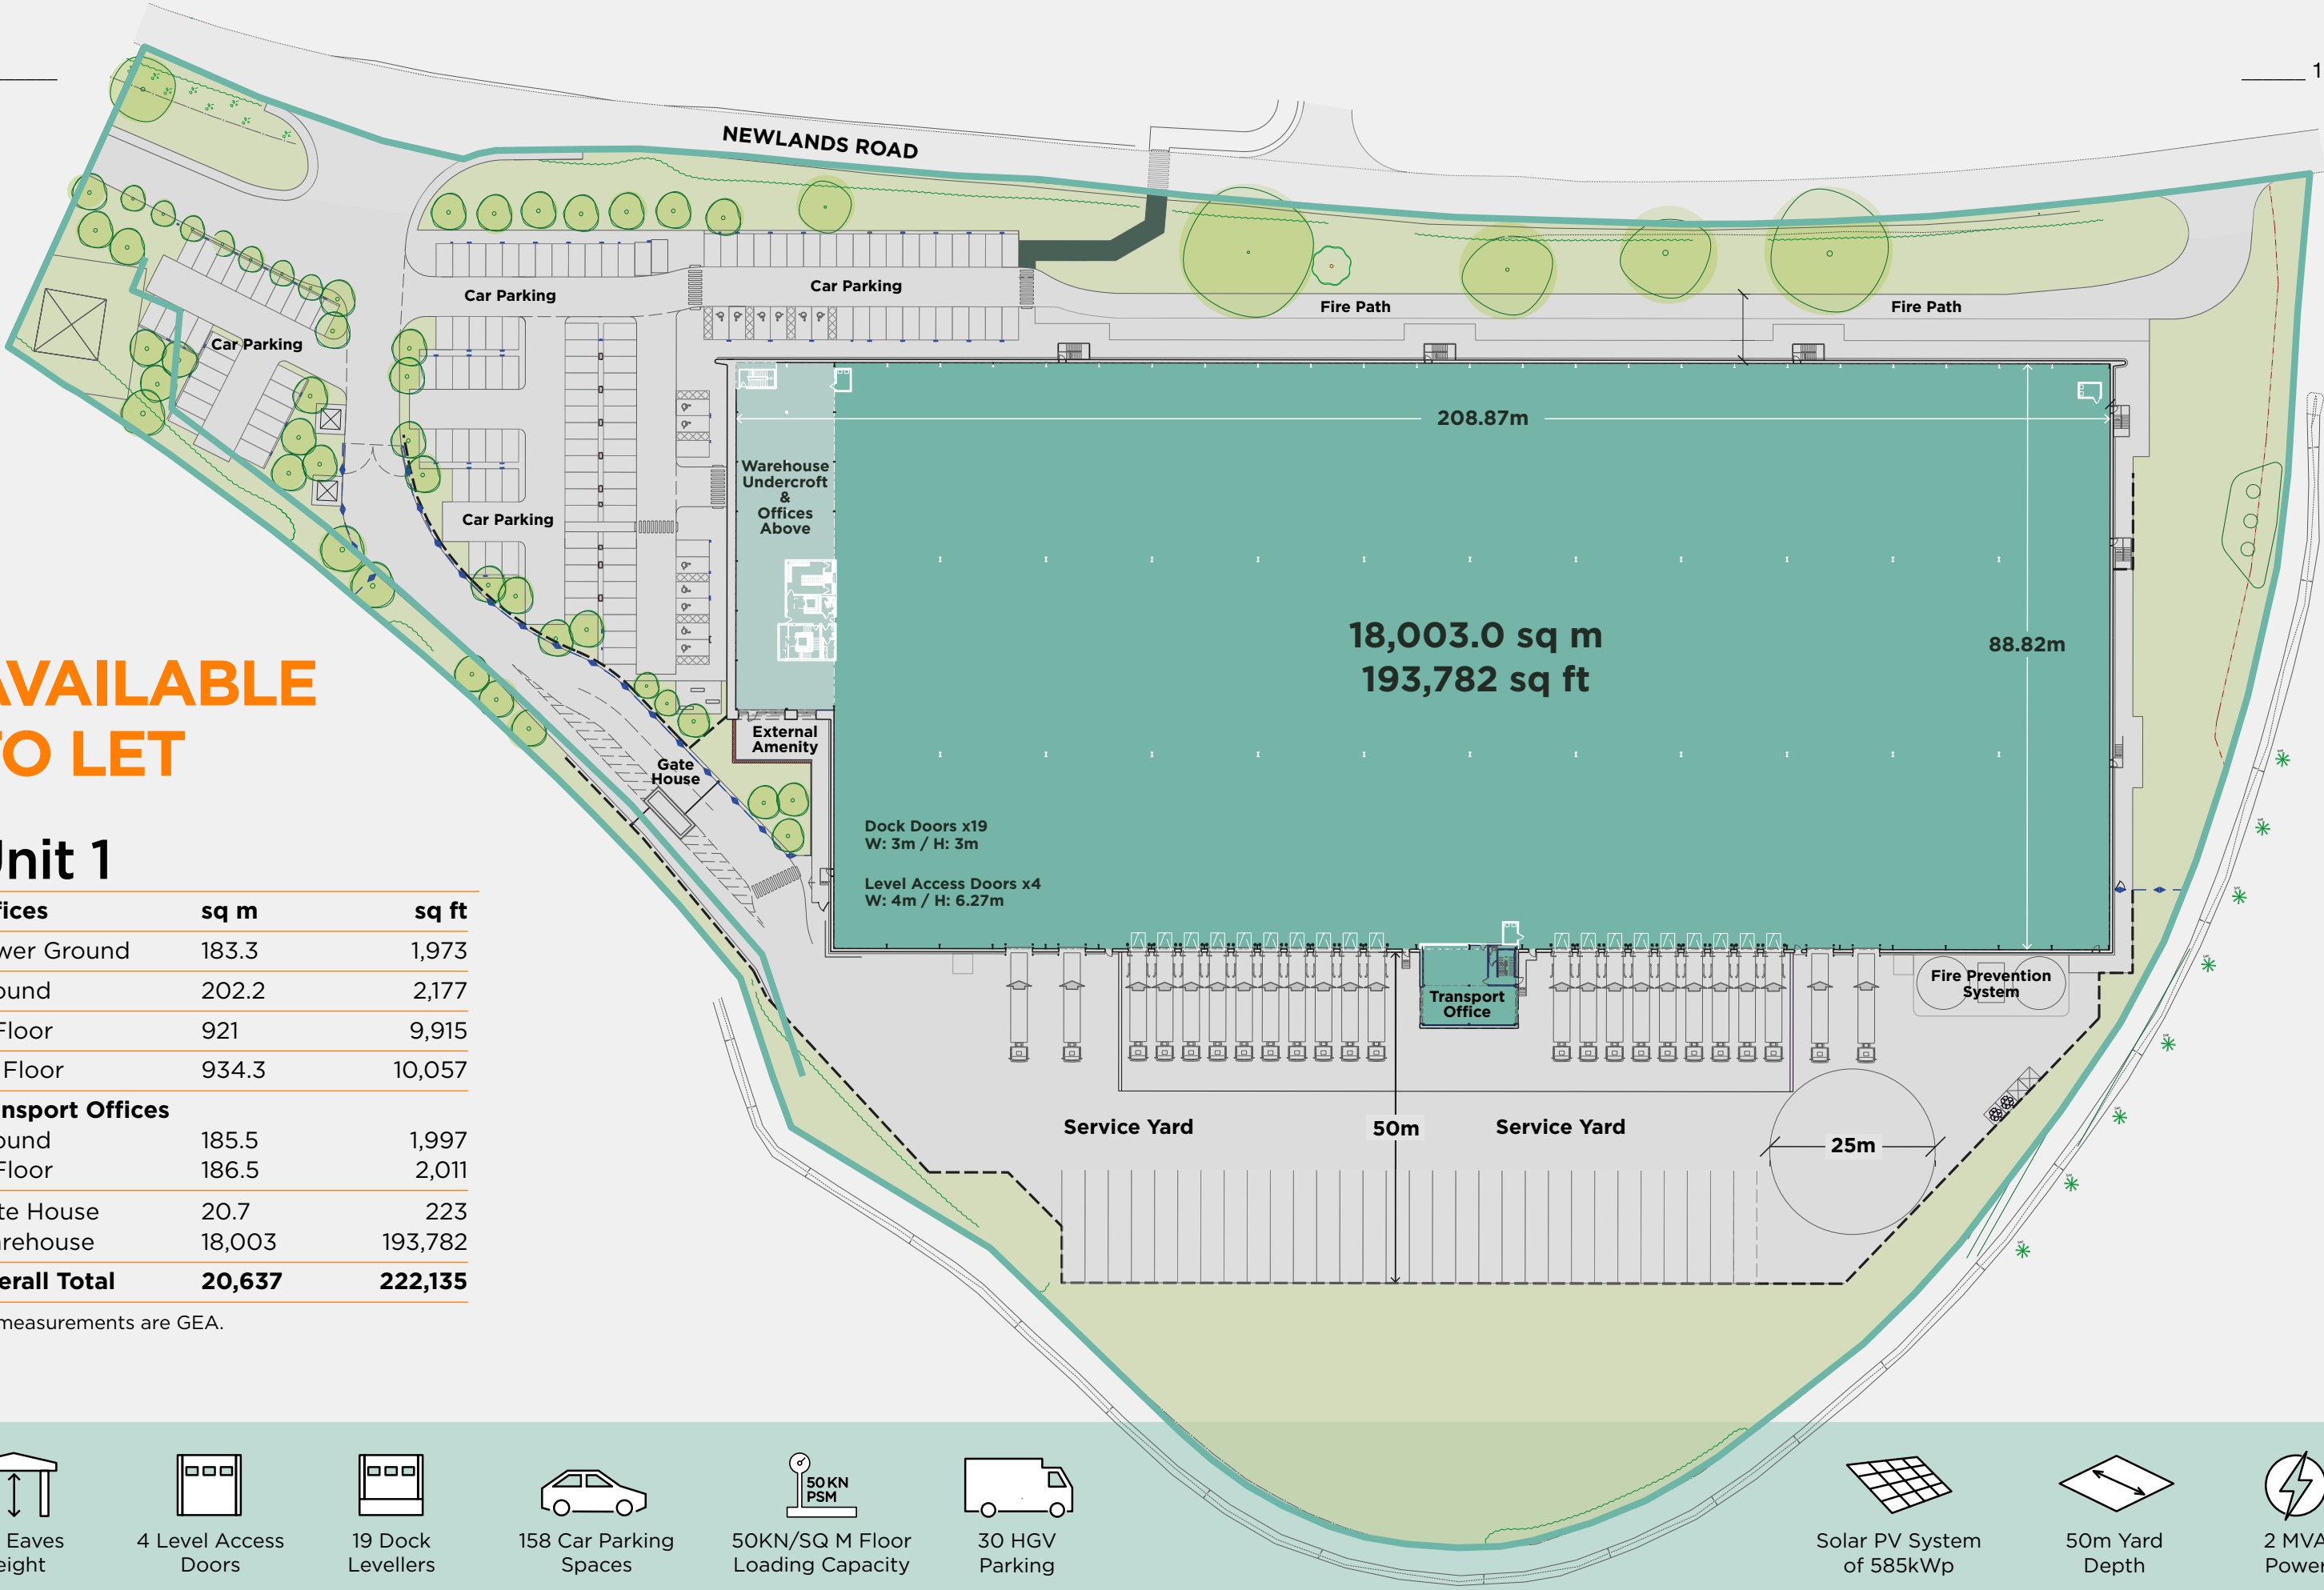 1
NEWLANDS ROAD
Car Parking
Car Parking
Fire Path
Fire Path
Car Parking
208.87m
Warehouse
Undercroft
&
Offices
Above
Car Parking
18,003.0 sq m
193,782 sq ft
88.82m
External
Amenity
Gate
House
Dock Doors x19
W: 3m / H: 3m
Level Access Doors x4
W: 4m / H: 6.27m
Transport
Office
Fire Prevention
System
Service Yard
50m
Service Yard
25m
AVAILABLE
TO LET
Unit 1
fices sq m sq ft
wer Ground 183.3 1,973
ound 202.2 2,177
Floor 921 9,915
Floor 934.3 10,057
nsport Offices
ound 185.5 1,997
Floor 186.5 2,011
te House 20.7 223
arehouse 18,003 193,782
erall Total 20,637 222,135
measurements are GEA.
Eaves
eight
4 Level Access
Doors
19 Dock
Levellers
158 Car Parking
Spaces
50 KN
PSM
50KN/SQ M Floor
Loading Capacity
30 HGV
Parking
Solar PV System
of 585kWp
50m Yard
Depth
2 MVA
Power